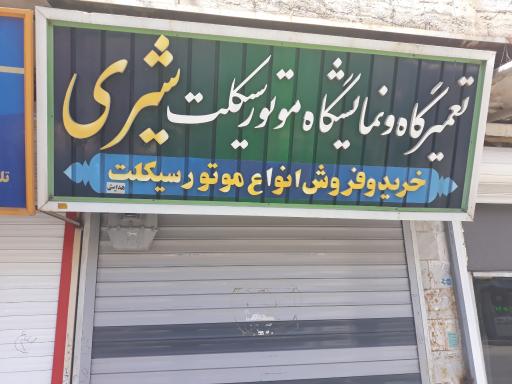 تعمیرگاه و نمایشگاه موتورسیکلت شیری
خرید و فروش انواع موتورسیکلت